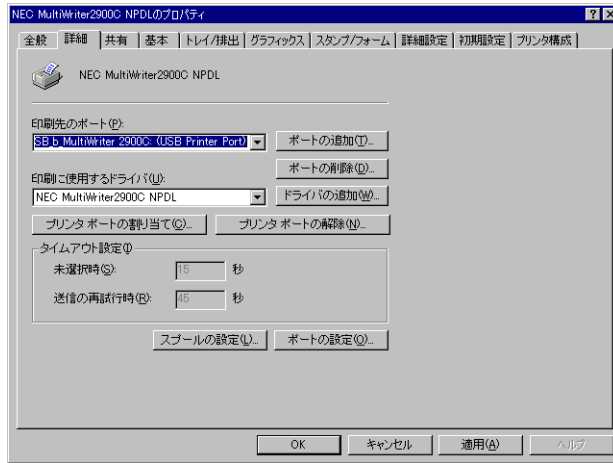 NEC MultiWriter2900C NPDLのプロパティ
全般 詳細 共有 基本 トレイ/排出 グラフィックス スタンプ/フォーム 詳細設定 初期設定 プリンタ構成
NEC MultiWriter2900C NPDL
印刷先のポート(P):
SB_b_MultiWriter 2900C: (USB Printer Port)
ポートの追加(T)...
ポートの削除(D)...
印刷に使用するドライバ(U):
NEC MultiWriter2900C NPDL
ドライバの追加(W)...
プリンタ ポートの割り当て(C)... プリンタ ポートの解除(N)...
タイムアウト設定
未選択時(S): 15 秒
送信の再試行時(R): 45 秒
スプールの設定(L)... ポートの設定(O)...
OK キャンセル 適用(A) ヘルプ